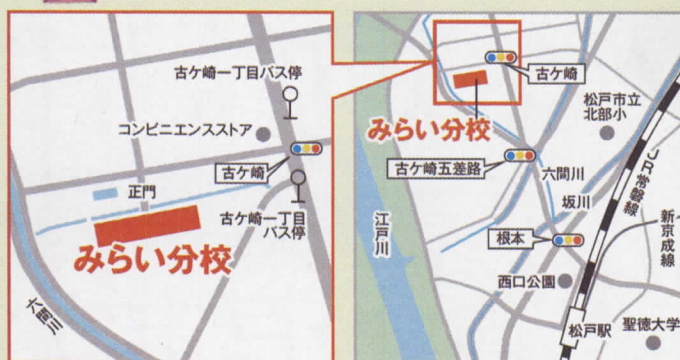 古ケ崎一丁目バス停
コンビニエンスストア
古ケ崎
正門
古ケ崎一丁目
バス停
みらい分校
六間川
古ケ崎
松戸市立
北部小
みらい分校
古ケ崎五差路
六間川
坂川
JR常磐線
新京成線
江戸川
根本
西口公園
松戸駅
聖徳大学